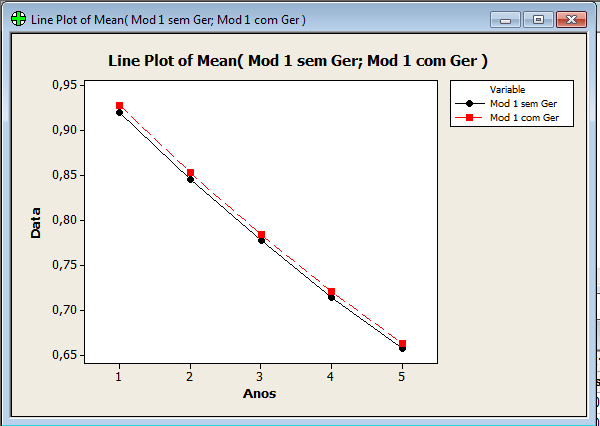 Line Plot of Mean( Mod 1 sem Ger; Mod 1 com Ger )
Line Plot of Mean( Mod 1 sem Ger; Mod 1 com Ger )
Variable
Mod 1 sem Ger
Mod 1 com Ger
0,95
0,90
0,85
0,80
0,75
0,70
0,65
Data
1 2 3 4 5
Anos